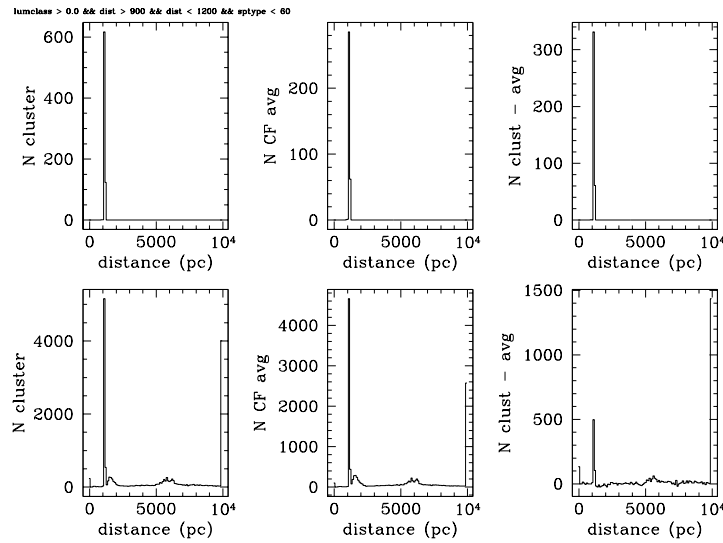 lumclass > 0.0 && dist > 900 && dist < 1200 && sptype < 60
N cluster
600
400
200
0
0 5000 10⁴
distance (pc)
N CF avg
200
100
0
0 5000 10⁴
distance (pc)
N clust - avg
300
200
100
0
0 5000 10⁴
distance (pc)
N cluster
4000
2000
0
0 5000 10⁴
distance (pc)
N CF avg
4000
3000
2000
1000
0
0 5000 10⁴
distance (pc)
N clust - avg
1500
1000
500
0
0 5000 10⁴
distance (pc)